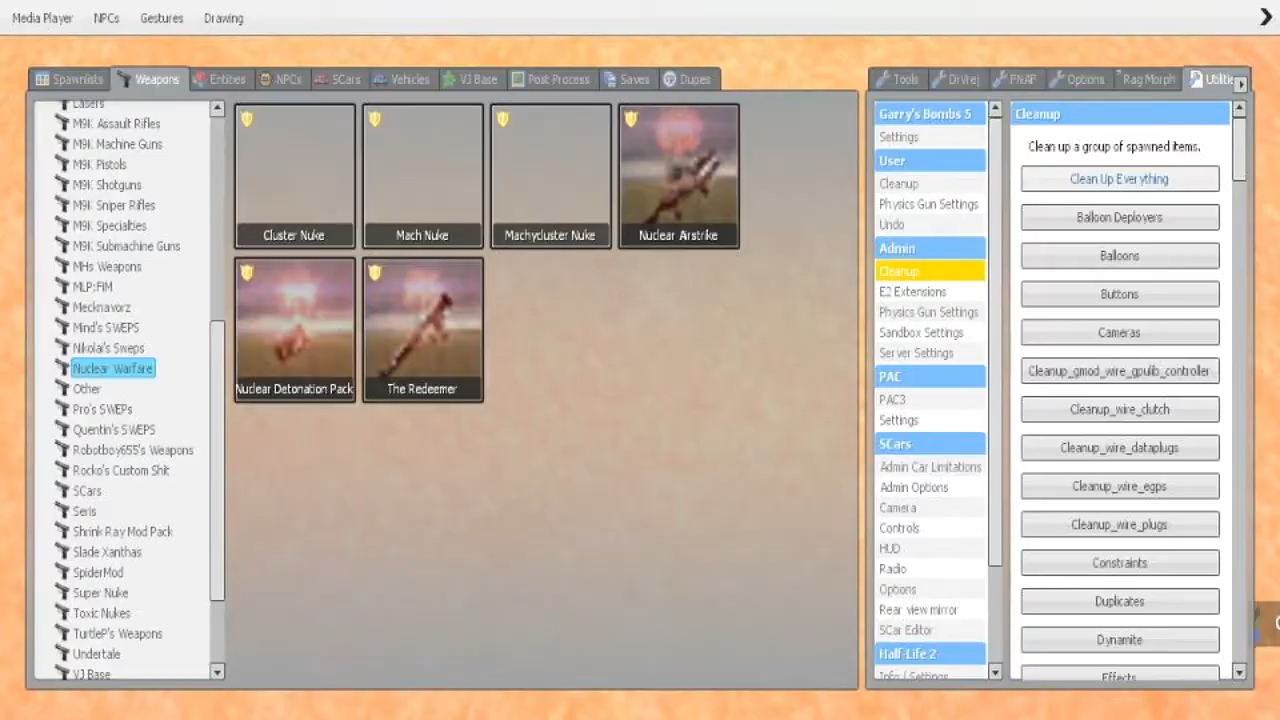 Media Player NPCs Gestures Drawing
Spawnlists Weapons Entities NPCs SCars Vehicles VJ Base Post Process Saves Dupes
Lasers
M9K Assault Rifles
M9K Machine Guns
M9K Pistols
M9K Shotguns
M9K Sniper Rifles
M9K Specialties
M9K Submachine Guns
MHs Weapons
MLP:FiM
Mecknavorz
Mind's SWEPS
Nikolai's Sweps
Nuclear Warfare
Other
Pro's SWEPs
Quentin's SWEPS
Robotboy655's Weapons
Rocko's Custom Shit
SCars
Seris
Shrink Ray Mod Pack
Slade Xanthas
SpiderMod
Super Nuke
Toxic Nukes
TurtleP's Weapons
Undertale
VJ Base
Cluster Nuke
Mach Nuke
Machycluster Nuke
Nuclear Airstrike
Nuclear Detonation Pack
The Redeemer
Tools DrVrej FNAF Options Rag Morph Utilitie
Garry's Bombs 5
Settings
User
Cleanup
Physics Gun Settings
Undo
Admin
Cleanup
E2 Extensions
Physics Gun Settings
Sandbox Settings
Server Settings
PAC
PAC3
Settings
SCars
Admin Car Limitations
Admin Options
Camera
Controls
HUD
Radio
Options
Rear view mirror
SCar Editor
Half-Life 2
Info / Settings
Cleanup
Clean up a group of spawned items.
Clean Up Everything
Balloon Deployers
Balloons
Buttons
Cameras
Cleanup_gmod_wire_gpulib_controller
Cleanup_wire_clutch
Cleanup_wire_dataplugs
Cleanup_wire_egps
Cleanup_wire_plugs
Constraints
Duplicates
Dynamite
Effects